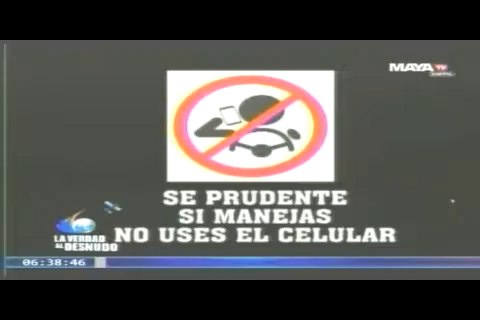 MAYA TV
SE PRUDENTE
SI MANEJAS
NO USES EL CELULAR
LA VERDAD
AL DESNUDO
06:38:46